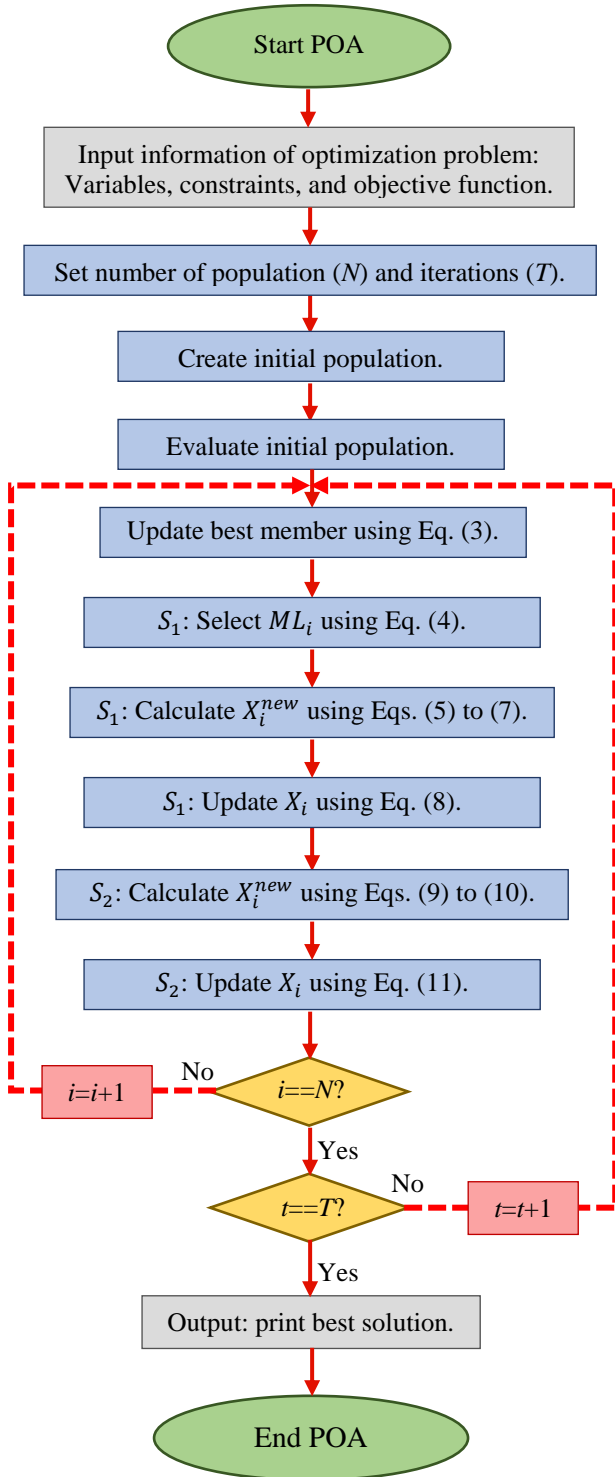 Start POA
Input information of optimization problem:
Variables, constraints, and objective function.
Set number of population (N) and iterations (T).
Create initial population.
Evaluate initial population.
Update best member using Eq. (3).
S₁: Select MLᵢ using Eq. (4).
S₁: Calculate Xᵢⁿᵉʷ using Eqs. (5) to (7).
S₁: Update Xᵢ using Eq. (8).
S₂: Calculate Xᵢⁿᵉʷ using Eqs. (9) to (10).
S₂: Update Xᵢ using Eq. (11).
No
i=i+1
i==N?
Yes
No
t==T?
t=t+1
Yes
Output: print best solution.
End POA